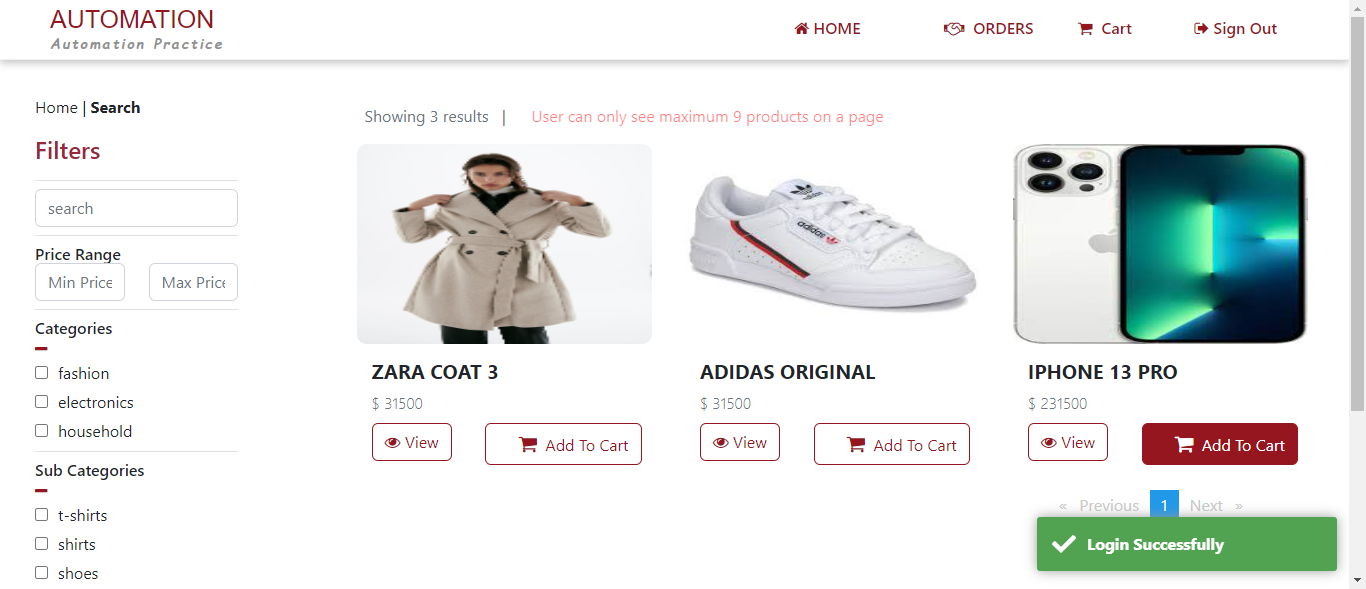 AUTOMATION
Automation Practice
HOME ORDERS Cart Sign Out
Home | Search
Showing 3 results | User can only see maximum 9 products on a page
Filters
search
Price Range
Min Price Max Price
Categories
fashion
electronics
household
Sub Categories
t-shirts
shirts
shoes
adidas
adidas
ZARA COAT 3
$ 31500
View Add To Cart
ADIDAS ORIGINAL
$ 31500
View Add To Cart
IPHONE 13 PRO
$ 231500
View Add To Cart
« Previous 1 Next »
Login Successfully